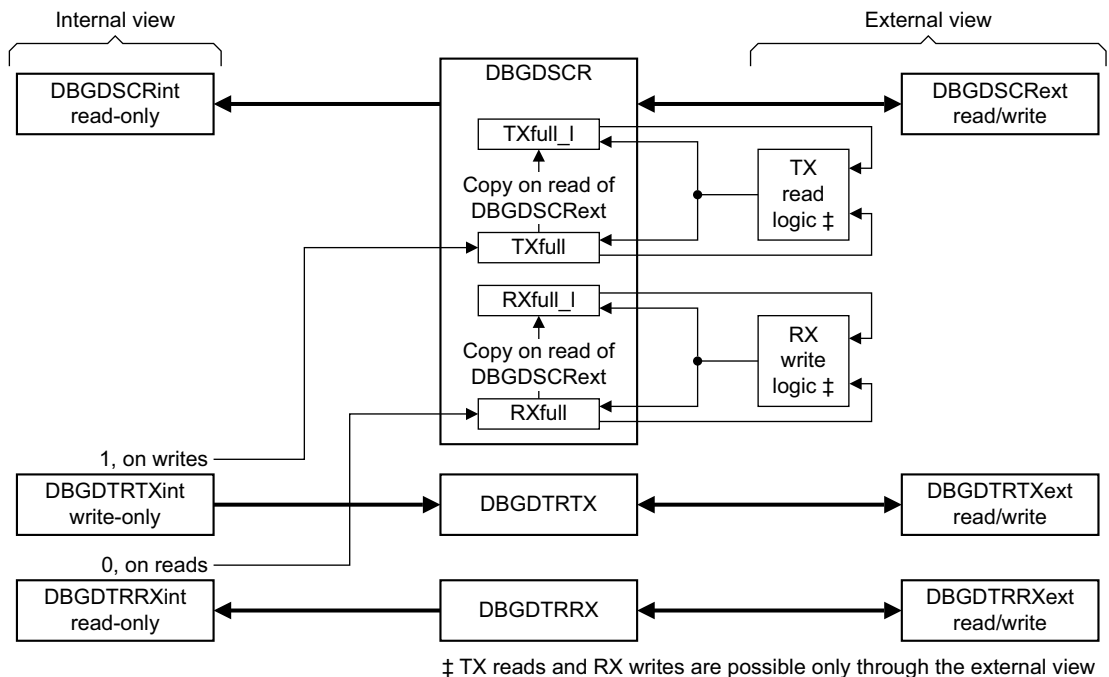 Internal view
External view
DBGDSCRint
read-only
DBGDSCR
DBGDSCRext
read/write
TXfull_l
TX
read
logic ‡
Copy on read of
DBGDSCRext
TXfull
RXfull_l
RX
write
logic ‡
Copy on read of
DBGDSCRext
RXfull
1, on writes
DBGDTRTXint
write-only
DBGDTRTX
DBGDTRTXext
read/write
0, on reads
DBGDTRRXint
read-only
DBGDTRRX
DBGDTRRXext
read/write
‡ TX reads and RX writes are possible only through the external view